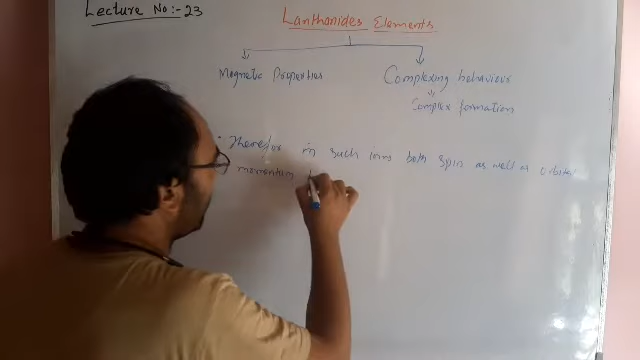 Lecture No:- 23
Lanthanides Elements
Magnetic Properties
Complexing behaviour
Complex formation
• Therefor in such ions both spin as well as orbital
momentum